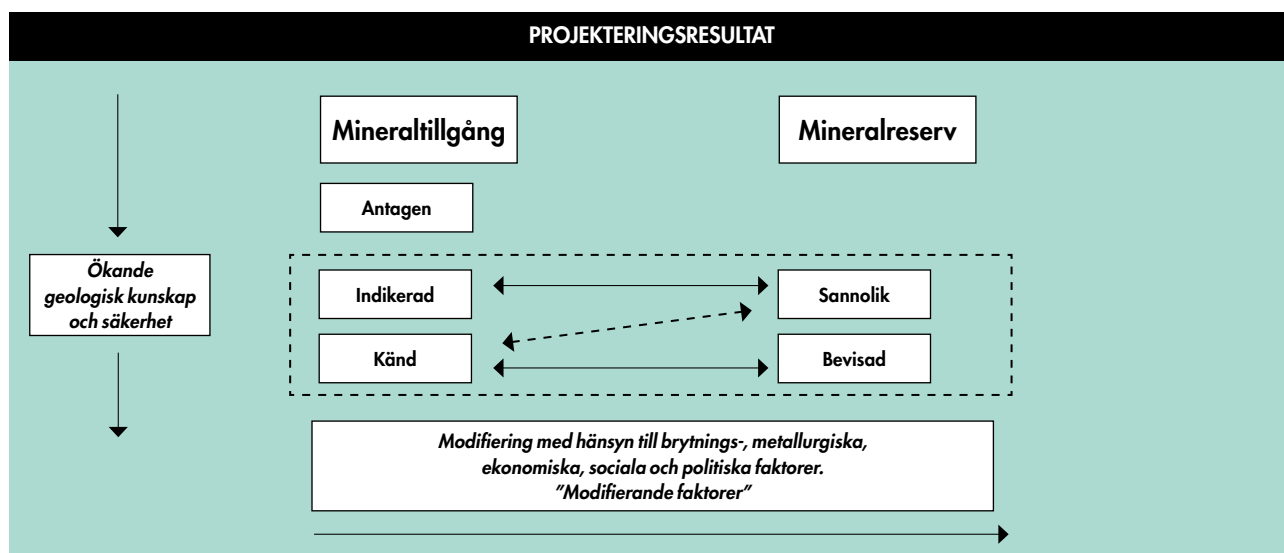 PROJEKTERINGSRESULTAT
Mineraltillgång
Mineralreserv
Antagen
Ökande
geologisk kunskap
och säkerhet
Indikerad
Sannolik
Känd
Bevisad
Modifiering med hänsyn till brytnings-, metallurgiska,
ekonomiska, sociala och politiska faktorer.
”Modifierande faktorer”